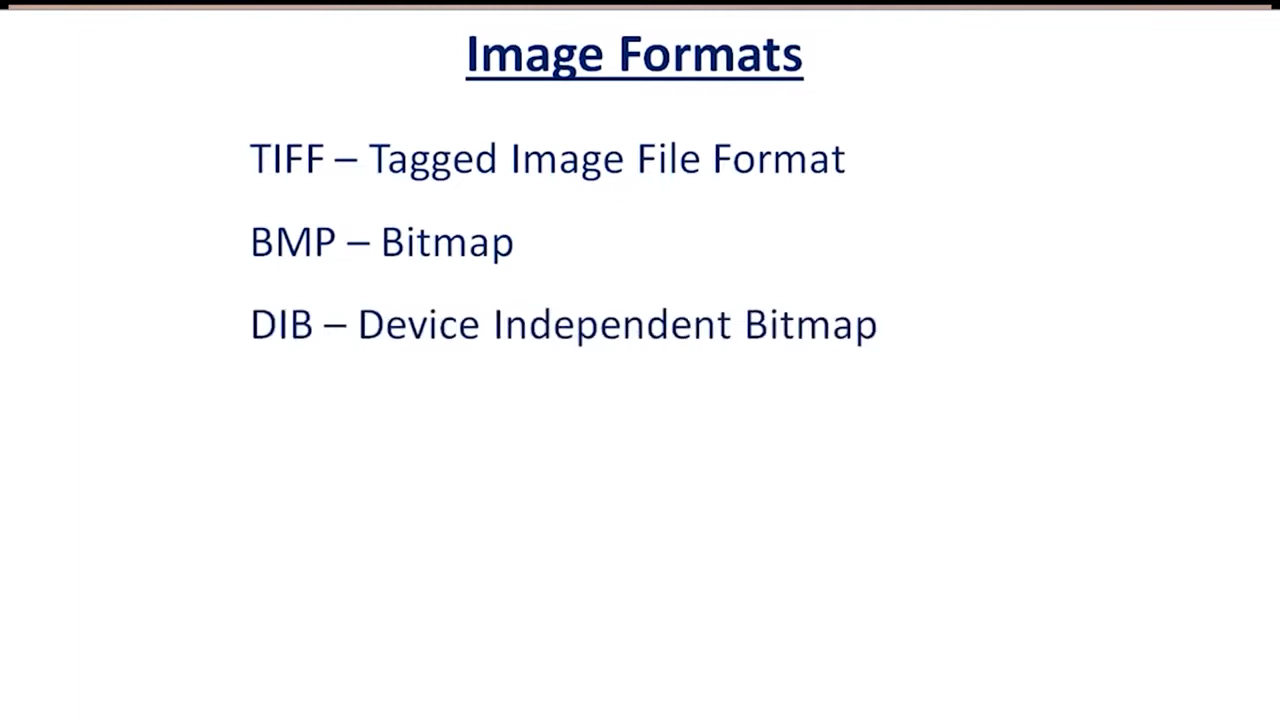 Image Formats
TIFF – Tagged Image File Format
BMP – Bitmap
DIB – Device Independent Bitmap